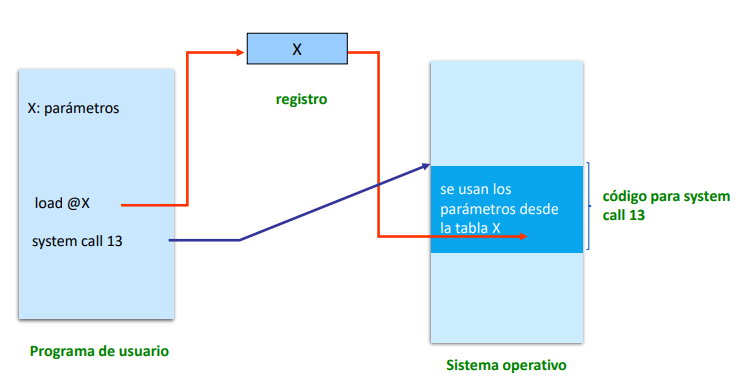 X
registro
X: parámetros
load @X
system call 13
Programa de usuario
se usan los
parámetros desde
la tabla X
código para system
call 13
Sistema operativo